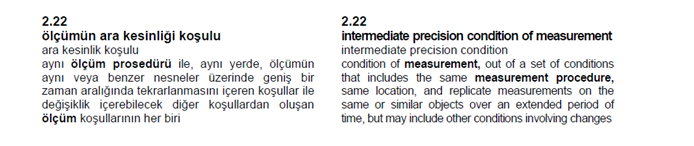 2.22
ölçümün ara kesinliği koşulu
ara kesinlik koşulu
aynı ölçüm prosedürü ile, aynı yerde, ölçümün
aynı veya benzer nesneler üzerinde geniş bir
zaman aralığında tekrarlanmasını içeren koşullar ile
değişiklik içerebilecek diğer koşullardan oluşan
ölçüm koşullarının her biri
2.22
intermediate precision condition of measurement
intermediate precision condition
condition of measurement, out of a set of conditions
that includes the same measurement procedure,
same location, and replicate measurements on the
same or similar objects over an extended period of
time, but may include other conditions involving changes